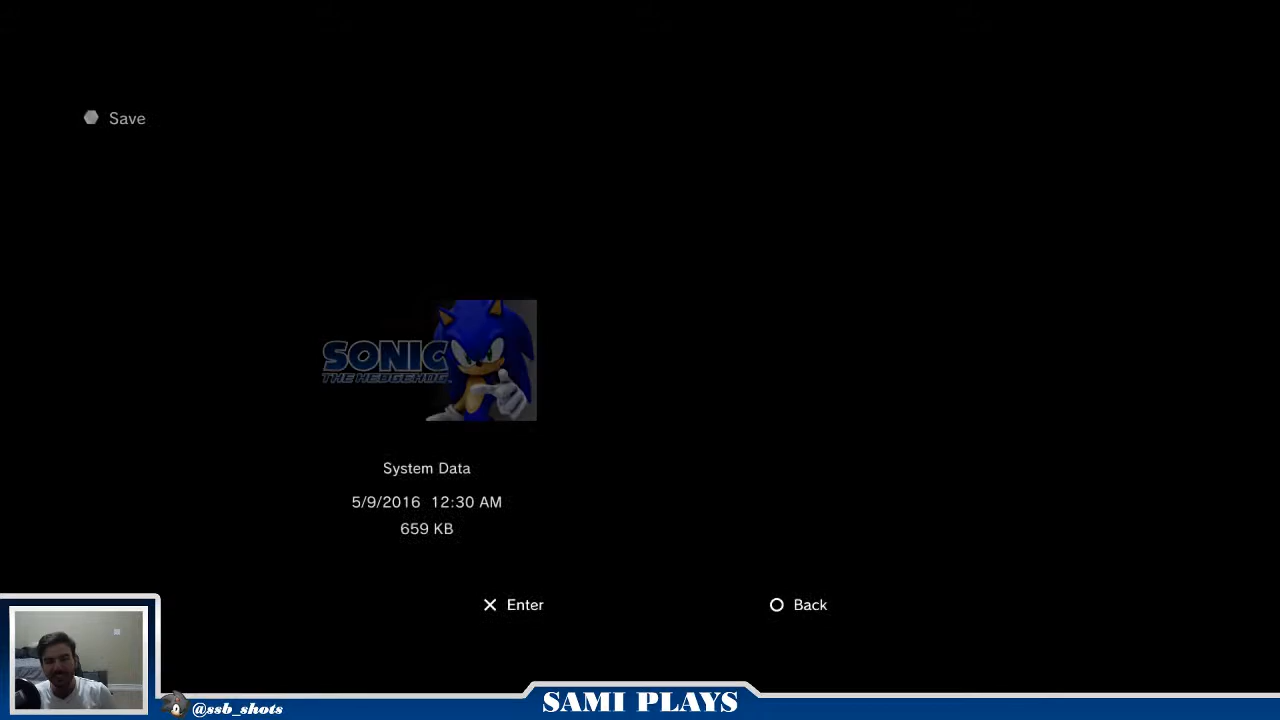 Save
SONIC
THE HEDGEHOG
System Data
5/9/2016 12:30 AM
659 KB
Enter
Back
SAMI PLAYS
@ssb_shots